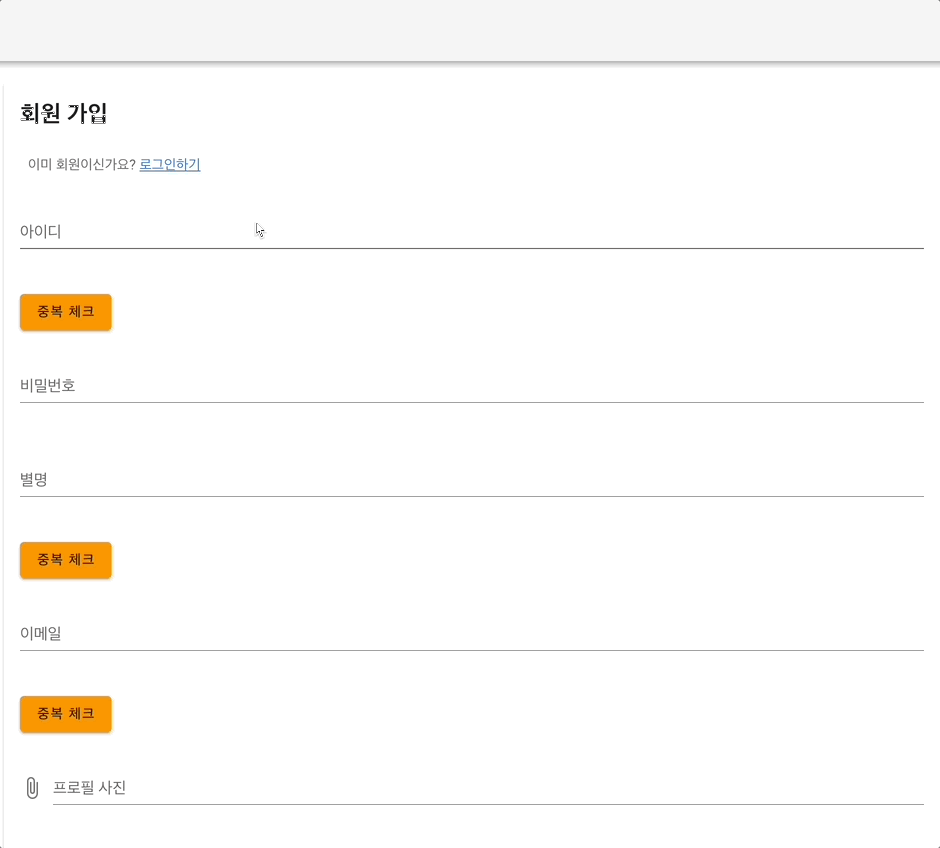 회원 가입
이미 회원이신가요? 로그인하기
아이디
중복 체크
비밀번호
별명
중복 체크
이메일
중복 체크
프로필 사진